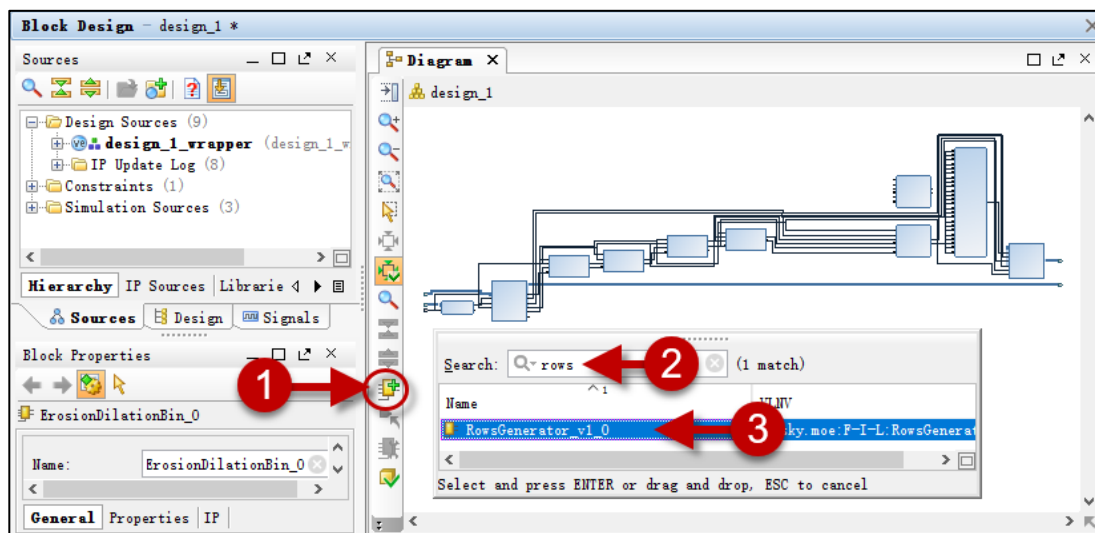 Block Design - design_1 *
Sources
Design Sources (9)
design_1_wrapper (design_1_w
IP Update Log (8)
Constraints (1)
Simulation Sources (3)
Hierarchy IP Sources Librarie
Sources Design Signals
Block Properties
ErosionDilationBin_0
Name: ErosionDilationBin_0
General Properties IP
Diagram
design_1
Search: rows (1 match)
Name 1 VLNV
RowsGenerator_v1_0 sky.moe:F-I-L:RowsGenerat
Select and press ENTER or drag and drop, ESC to cancel
1
2
3